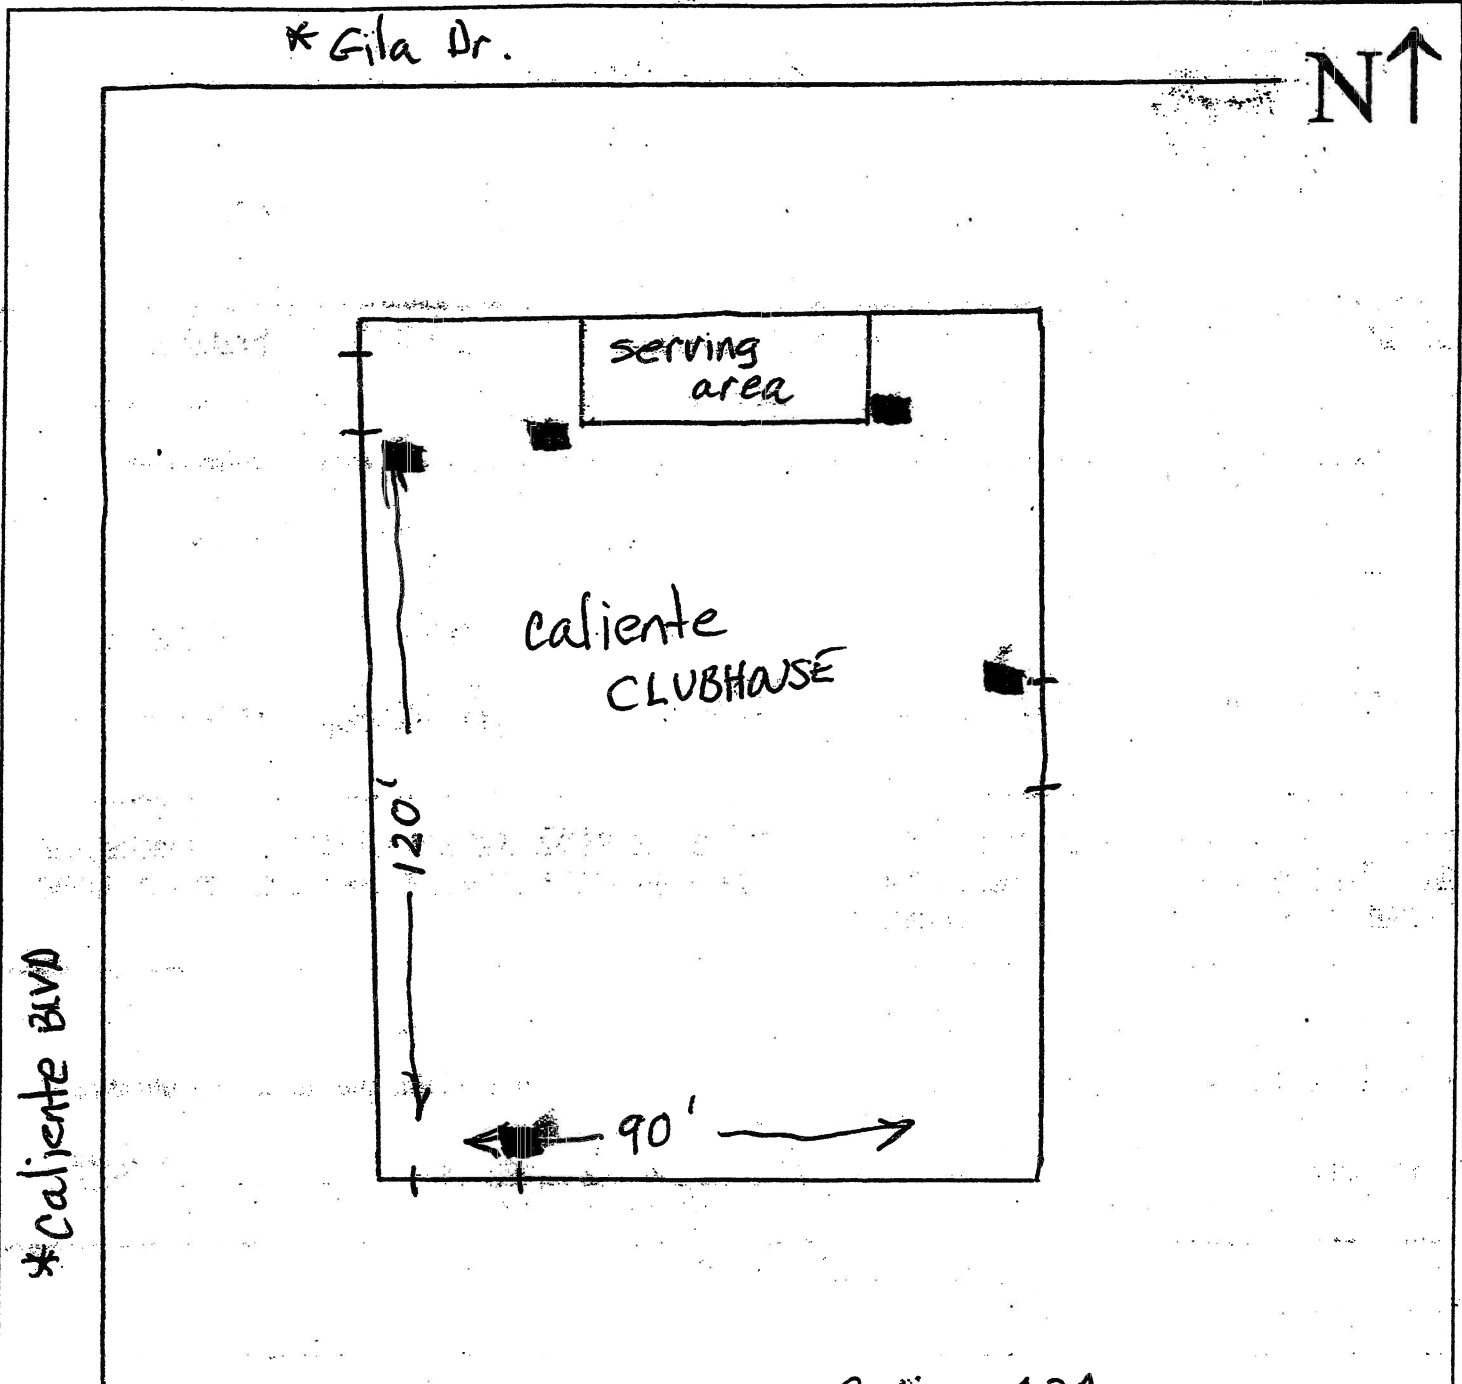 * Gila Dr.
N
serving
area
caliente
CLUBHOUSE
120'
90'
*Caliente BLVD